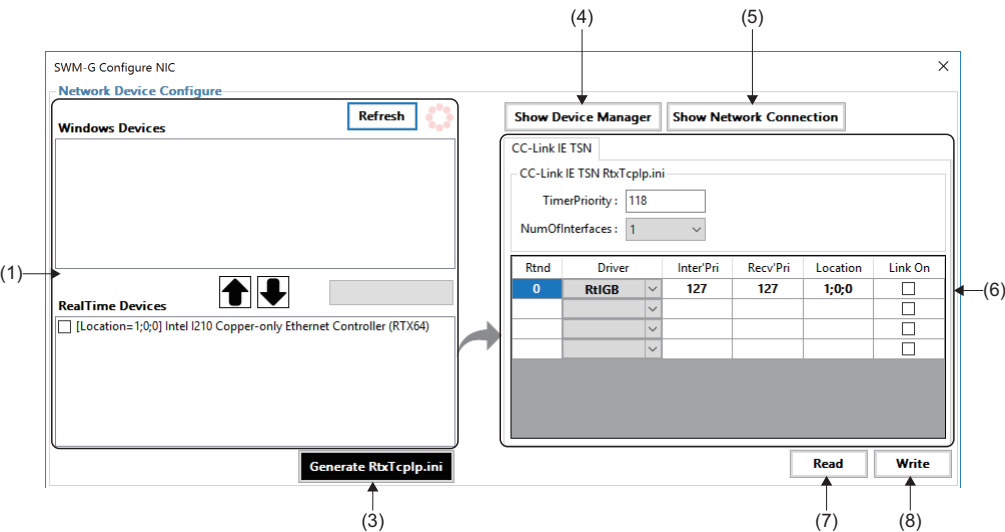 (4)
(5)
SWM-G Configure NIC
Network Device Configure
Refresh
Windows Devices
(1)
RealTime Devices
[Location=1;0;0] Intel I210 Copper-only Ethernet Controller (RTX64)
Generate RtxTcpIp.ini
(3)
Show Device Manager
Show Network Connection
CC-Link IE TSN
CC-Link IE TSN RtxTcpIp.ini
TimerPriority : 118
NumOfInterfaces : 1
Rtnd Driver Inter'Pri Recv'Pri Location Link On
0 RtIGB 127 127 1;0;0
(6)
Read Write
(7)
(8)